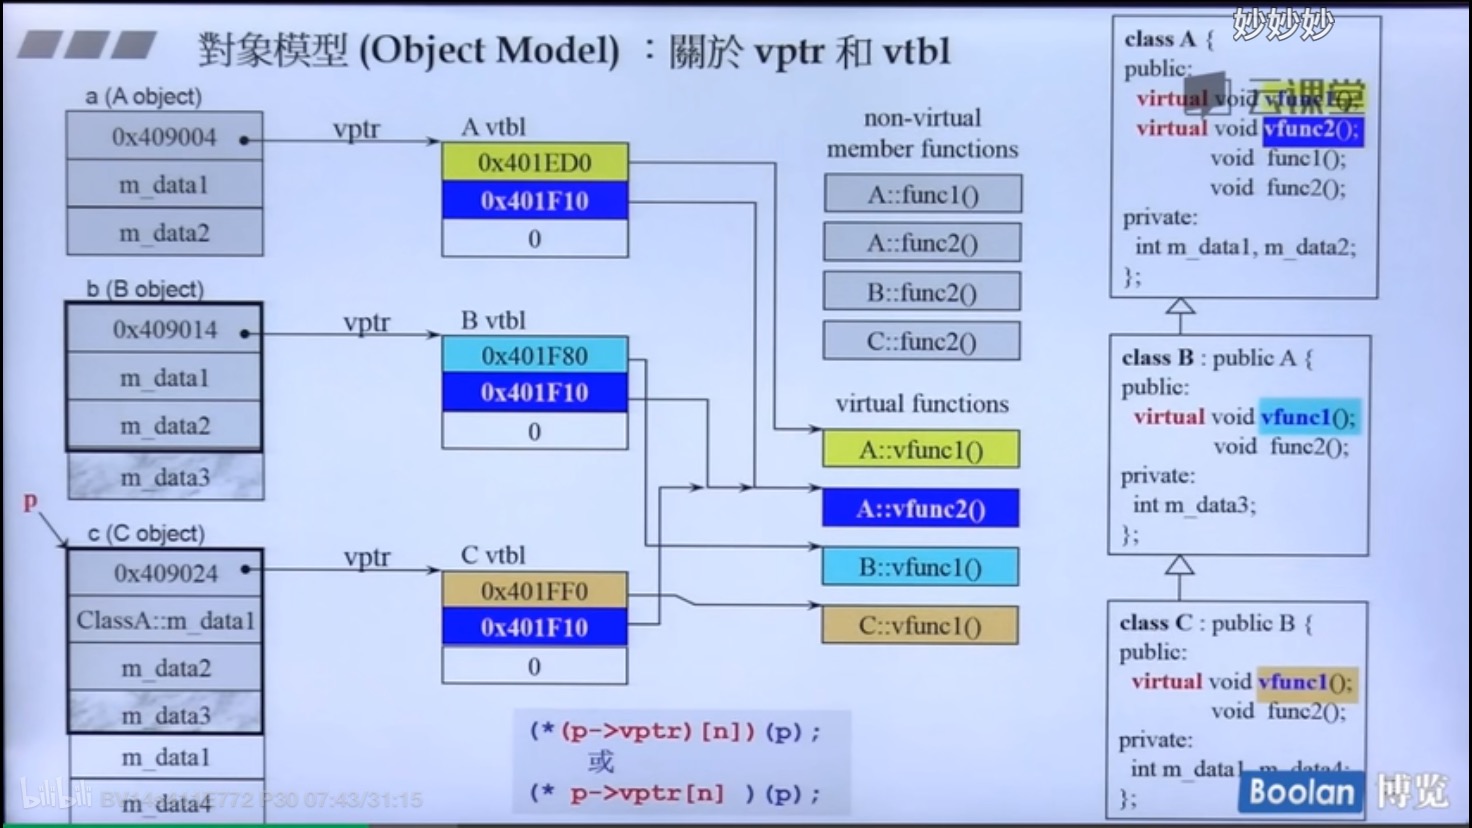 對象模型 (Object Model) ：關於 vptr 和 vtbl
妙妙妙
a (A object)
0x409004
m_data1
m_data2
vptr
A vtbl
0x401ED0
0x401F10
0
b (B object)
0x409014
m_data1
m_data2
m_data3
vptr
B vtbl
0x401F80
0x401F10
0
p
c (C object)
0x409024
ClassA::m_data1
m_data2
m_data3
m_data1
m_data4
vptr
C vtbl
0x401FF0
0x401F10
0
(*(p->vptr)[n])(p);
或
(* p->vptr[n] )(p);
non-virtual
member functions
A::func1()
A::func2()
B::func2()
C::func2()
virtual functions
A::vfunc1()
A::vfunc2()
B::vfunc1()
C::vfunc1()
class A {
public:
virtual void vfunc1();
virtual void vfunc2();
void func1();
void func2();
private:
int m_data1, m_data2;
};
云课堂
class B : public A {
public:
virtual void vfunc1();
void func2();
private:
int m_data3;
};
class C : public B {
public:
virtual void vfunc1();
void func2();
private:
int m_data1, m_data4;
};
Boolan 博览
bilibili
P30 07:43/31:15